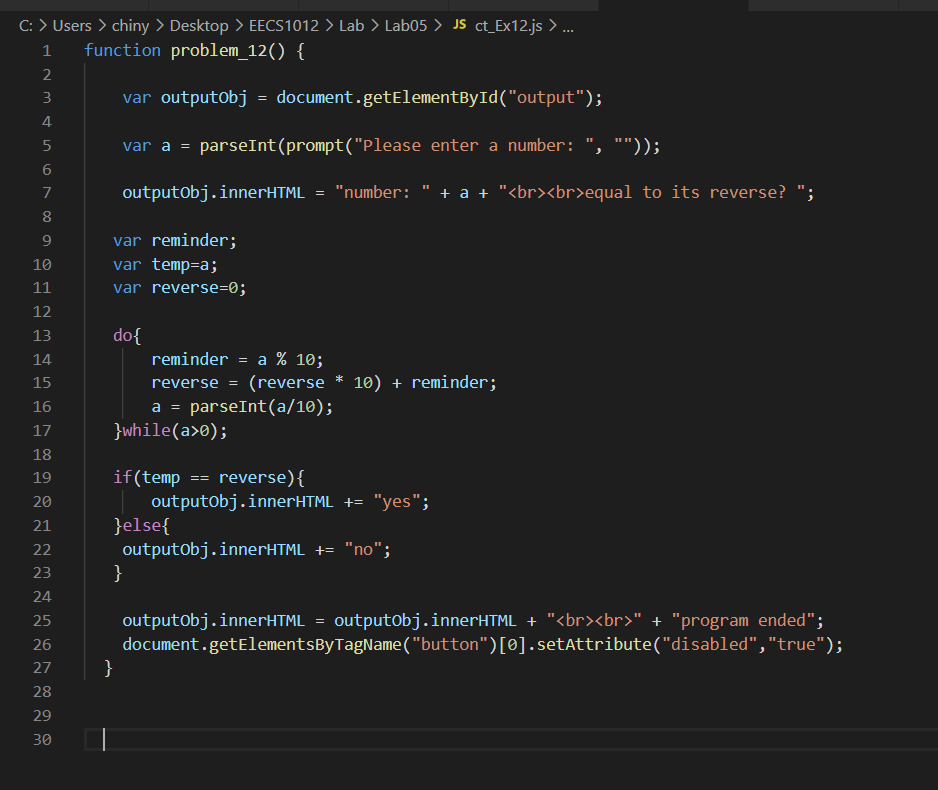 C: > Users > chiny > Desktop > EECS1012 > Lab > Lab05 > JS ct_Ex12.js > ...
1 function problem_12() {
2
3 var outputObj = document.getElementById("output");
4
5 var a = parseInt(prompt("Please enter a number: ", ""));
6
7 outputObj.innerHTML = "number: " + a + "<br><br>equal to its reverse? ";
8
9 var reminder;
10 var temp=a;
11 var reverse=0;
12
13 do{
14 reminder = a % 10;
15 reverse = (reverse * 10) + reminder;
16 a = parseInt(a/10);
17 }while(a>0);
18
19 if(temp == reverse){
20 outputObj.innerHTML += "yes";
21 }else{
22 outputObj.innerHTML += "no";
23 }
24
25 outputObj.innerHTML = outputObj.innerHTML + "<br><br>" + "program ended";
26 document.getElementsByTagName("button")[0].setAttribute("disabled","true");
27 }
28
29
30